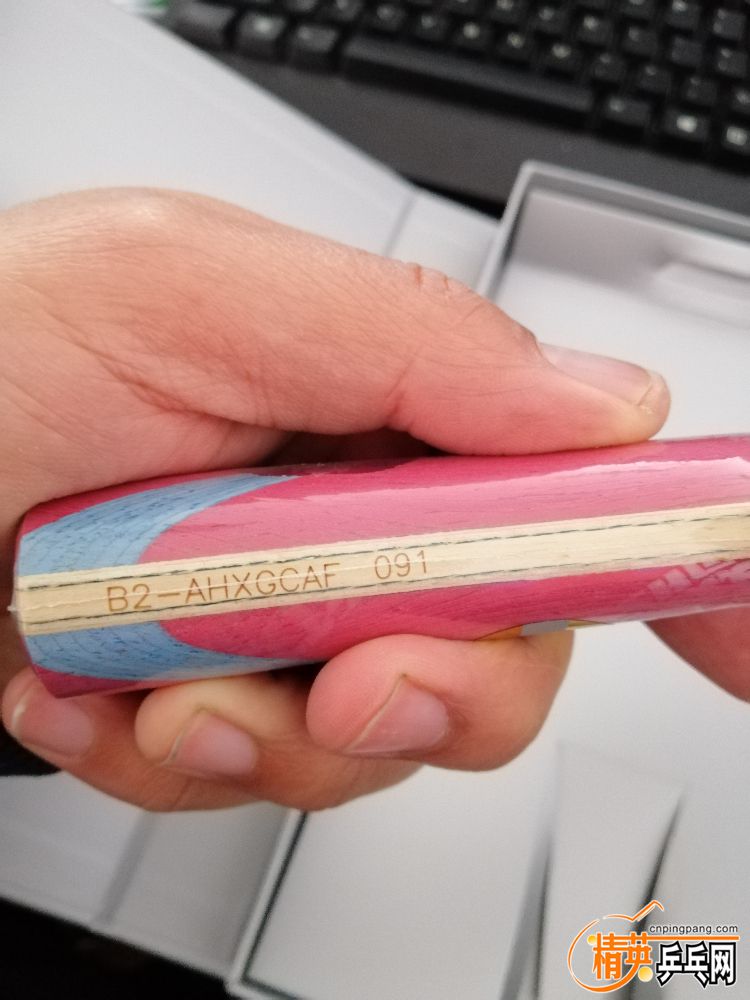 B2-AHXGCAF 091
cnpingpang.com
精英乒乓网